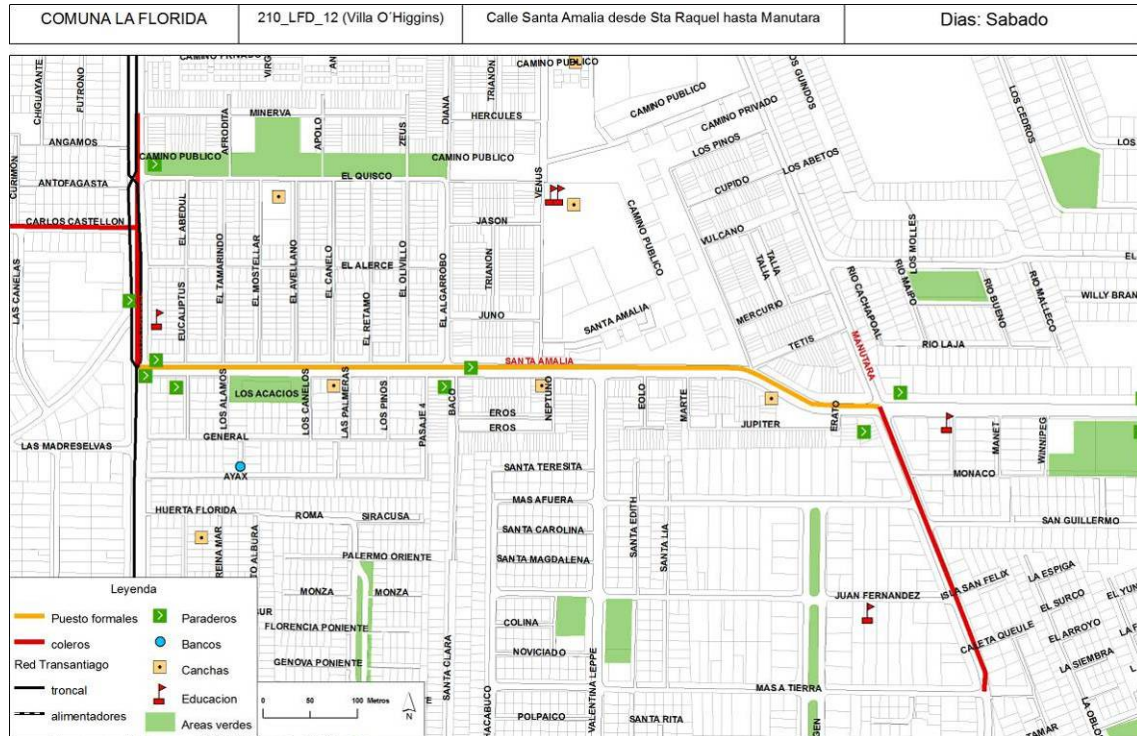 COMUNA LA FLORIDA
210_LFD_12 (Villa O´Higgins)
Calle Santa Amalia desde Sta Raquel hasta Manutara
Dias: Sabado
CHIGUAYANTE
FUTRONO
CAMINO PUBLICO
TRIANON
DIANA
MINERVA
HERCULES
AFRODITA
APOLO
ZEUS
CAMINO PUBLICO
CAMINO PRIVADO
LOS PINOS
LOS ABETOS
LOS CEDROS
ANGAMOS
CAMINO PUBLICO
CAMINO PUBLICO
EL QUISCO
CURIMÓN
ANTOFAGASTA
CARLOS CASTELLON
VENUS
CUPIDO
VULCANO
CAMINO PUBLICO
EL ABEDUL
EL TAMARINDO
EL MOSTELLAR
EL AVELLANO
EL CANELO
EL ALERCE
EL OLIVILLO
EL RETAMO
EL ALGARROBO
JASON
TRIANON
JUNO
TALIA
TALIA
LOS MOLLES
RIO MAIPO
RIO CACHAPOAL
RIO BUENO
RIO MALLECO
WILLY BRAN
LAS CANELAS
EUCALIPTUS
SANTA AMALIA
MERCURIO
TETIS
MANUTARA
RIO LAJA
SANTA AMALIA
LOS ALAMOS
LOS ACACIOS
LOS CANELOS
LAS PALMERAS
LOS PINOS
PASAJE 4
BACO
EROS
EROS
NEPTUNO
EOLO
MARTE
JUPITER
ERATO
MANET
WINNIPEG
MONACO
LAS MADRESELVAS
GENERAL
AYAX
SANTA TERESITA
MAS AFUERA
SANTA CAROLINA
SANTA MAGDALENA
SANTA EDITH
SANTA LIA
SAN GUILLERMO
HUERTA FLORIDA
ROMA
SIRACUSA
REINA MAR
PALERMO ORIENTE
MONZA
MONZA
FLORENCIA PONIENTE
GENOVA PONIENTE
COLINA
NOVICIADO
POLPAICO
SANTA CLARA
VALENTINA LEPPE
SANTA RITA
JUAN FERNANDEZ
ISLA SAN FELIX
LA ESPIGA
EL SURCO
EL ARROYO
LA SIEMBRA
CALETA QUEULE
MAS A TIERRA
Leyenda
Puesto formales
coleros
Red Transantiago
troncal
alimentadores
Paraderos
Bancos
Canchas
Educacion
Areas verdes
0 50 100 Metros
N